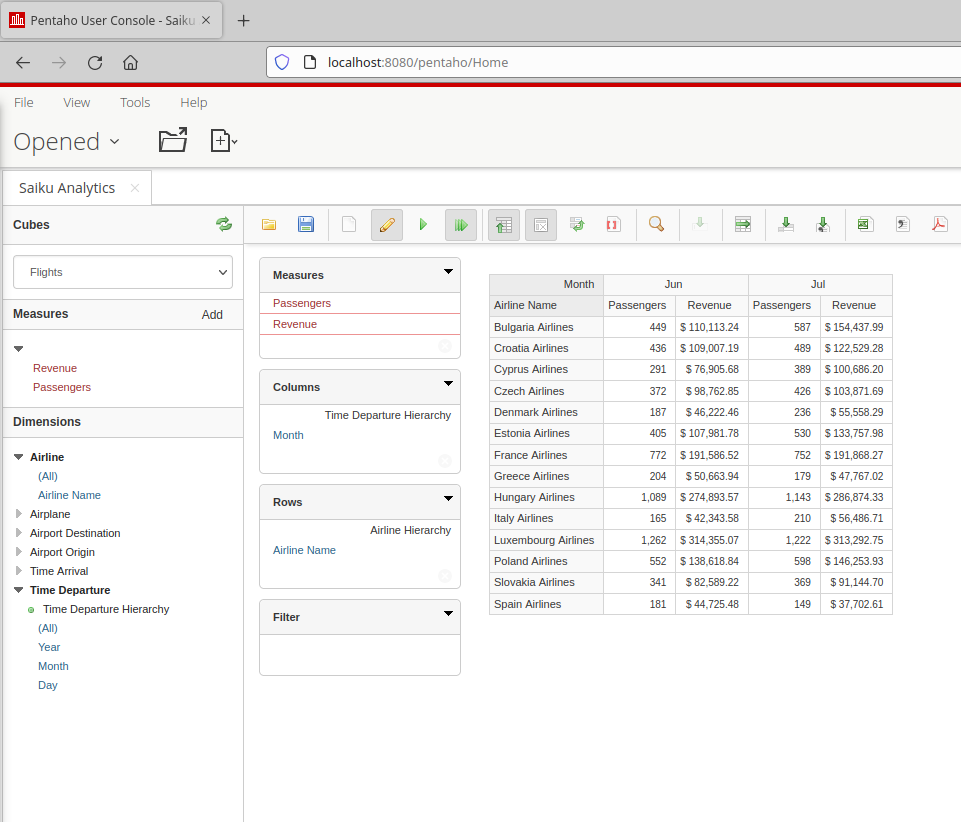 Pentaho User Console - Saiku
localhost:8080/pentaho/Home
File View Tools Help
Opened
Saiku Analytics
Cubes
Flights
Measures Add
Revenue
Passengers
Dimensions
Airline
(All)
Airline Name
Airplane
Airport Destination
Airport Origin
Time Arrival
Time Departure
Time Departure Hierarchy
(All)
Year
Month
Day
Measures
Passengers
Revenue
Columns
Time Departure Hierarchy
Month
Rows
Airline Hierarchy
Airline Name
Filter
Month Jun Jul
Airline Name Passengers Revenue Passengers Revenue
Bulgaria Airlines 449 $ 110,113.24 587 $ 154,437.99
Croatia Airlines 436 $ 109,007.19 489 $ 122,529.28
Cyprus Airlines 291 $ 76,905.68 389 $ 100,686.20
Czech Airlines 372 $ 98,762.85 426 $ 103,871.69
Denmark Airlines 187 $ 46,222.46 236 $ 55,558.29
Estonia Airlines 405 $ 107,981.78 530 $ 133,757.98
France Airlines 772 $ 191,586.52 752 $ 191,868.27
Greece Airlines 204 $ 50,663.94 179 $ 47,767.02
Hungary Airlines 1,089 $ 274,893.57 1,143 $ 286,874.33
Italy Airlines 165 $ 42,343.58 210 $ 56,486.71
Luxembourg Airlines 1,262 $ 314,355.07 1,222 $ 313,292.75
Poland Airlines 552 $ 138,618.84 598 $ 146,253.93
Slovakia Airlines 341 $ 82,589.22 369 $ 91,144.70
Spain Airlines 181 $ 44,725.48 149 $ 37,702.61